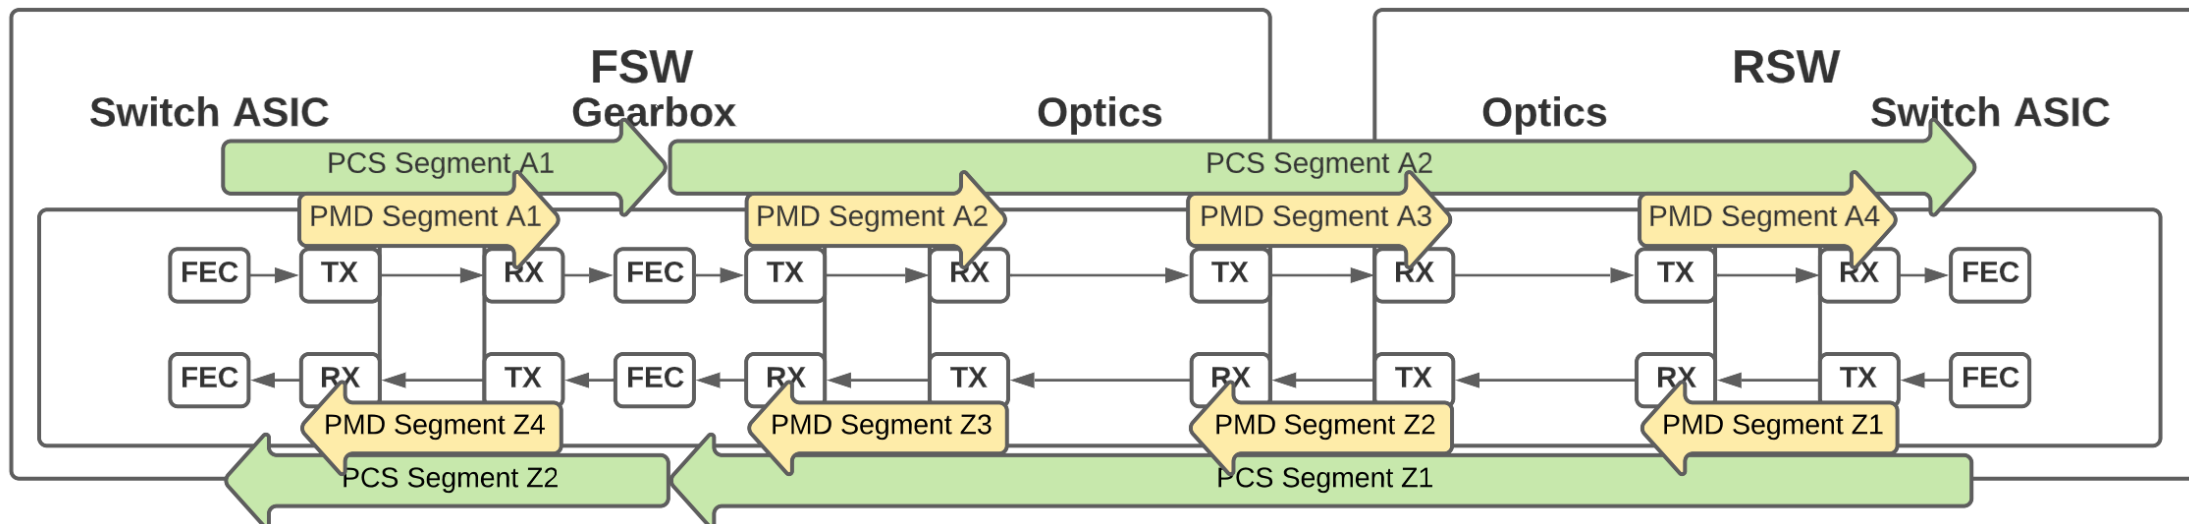 FSW
RSW
Switch ASIC
Gearbox
Optics
Optics
Switch ASIC
PCS Segment A1
PCS Segment A2
PMD Segment A1
PMD Segment A2
PMD Segment A3
PMD Segment A4
FEC
TX
RX
FEC
TX
RX
TX
RX
TX
RX
FEC
FEC
RX
TX
FEC
RX
TX
RX
TX
RX
TX
FEC
PMD Segment Z4
PMD Segment Z3
PMD Segment Z2
PMD Segment Z1
PCS Segment Z2
PCS Segment Z1